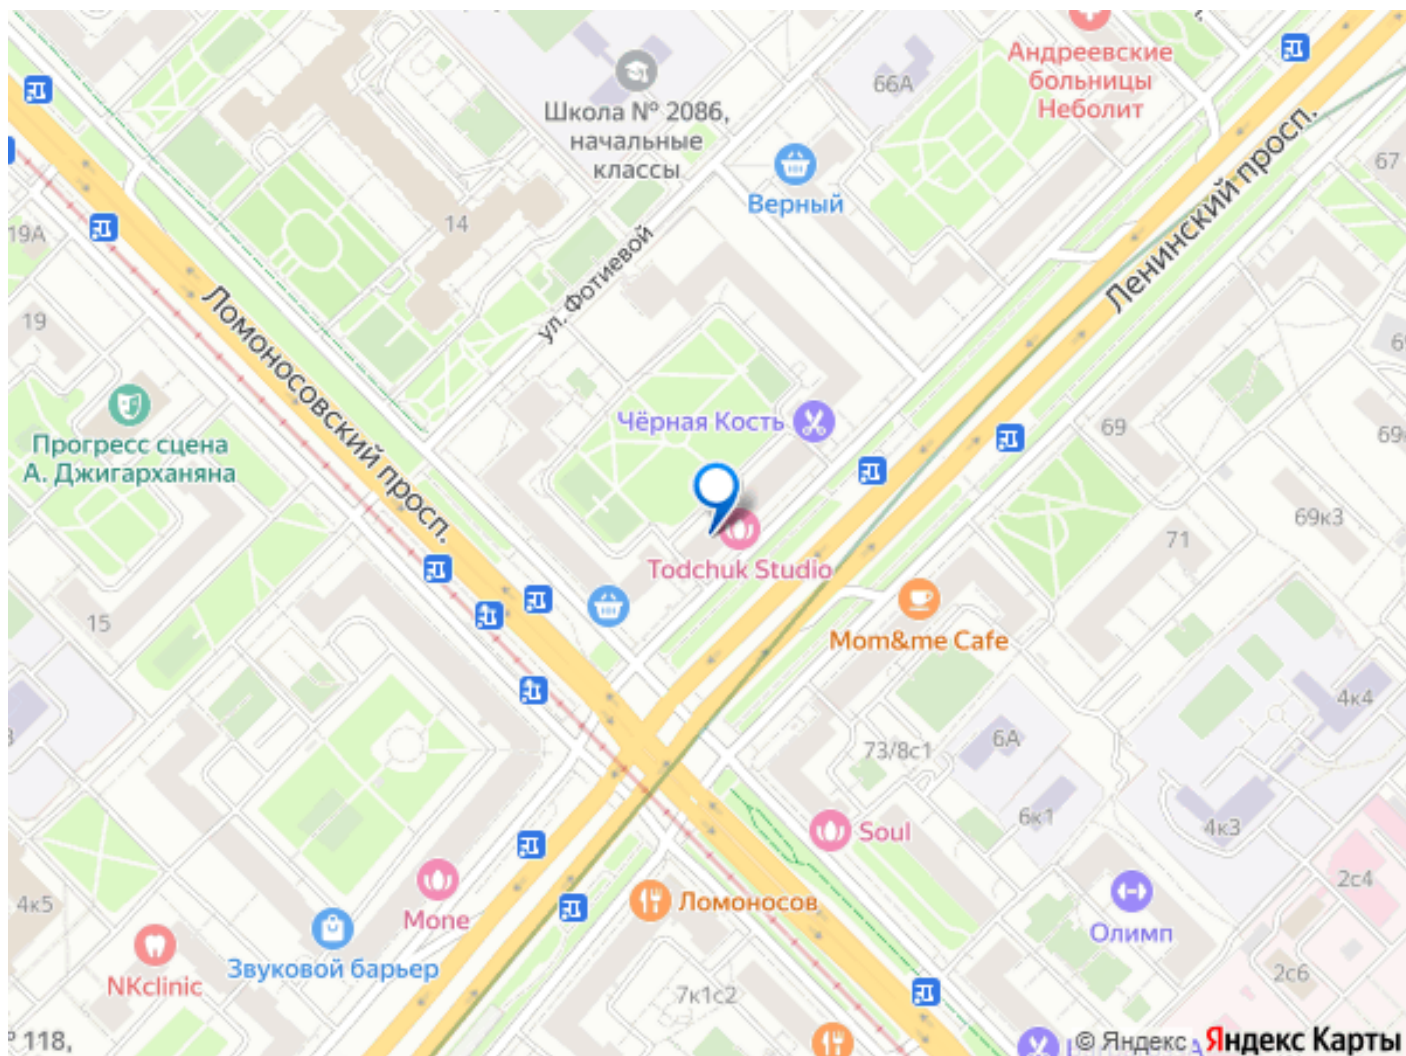 Андреевские
больницы
Неболит
66А
Школа № 2086,
начальные
классы
67
Верный
Ленинский просп.
14
19А
ул. Фотиевой
Ломоносовский просп.
19
Прогресс сцена
А. Джигарханяна
Чёрная Кость
69
69к3
71
Todchuk Studio
Mom&me Cafe
15
4к4
73/8с1
6А
6к1
4к3
Soul
2с4
Ломоносов
Олимп
4к5
Mone
NKclinic
Звуковой барьер
7к1с2
2с6
118,
© Яндекс Яндекс Карты